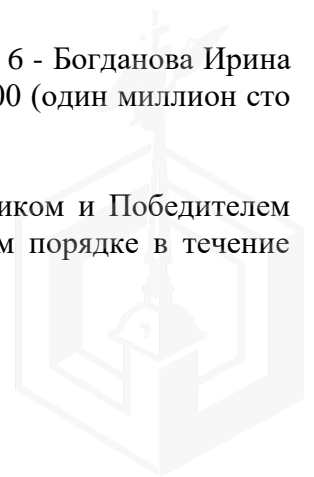 6 - Богданова Ирина
00 (один миллион сто
иком и Победителем
м порядке в течение